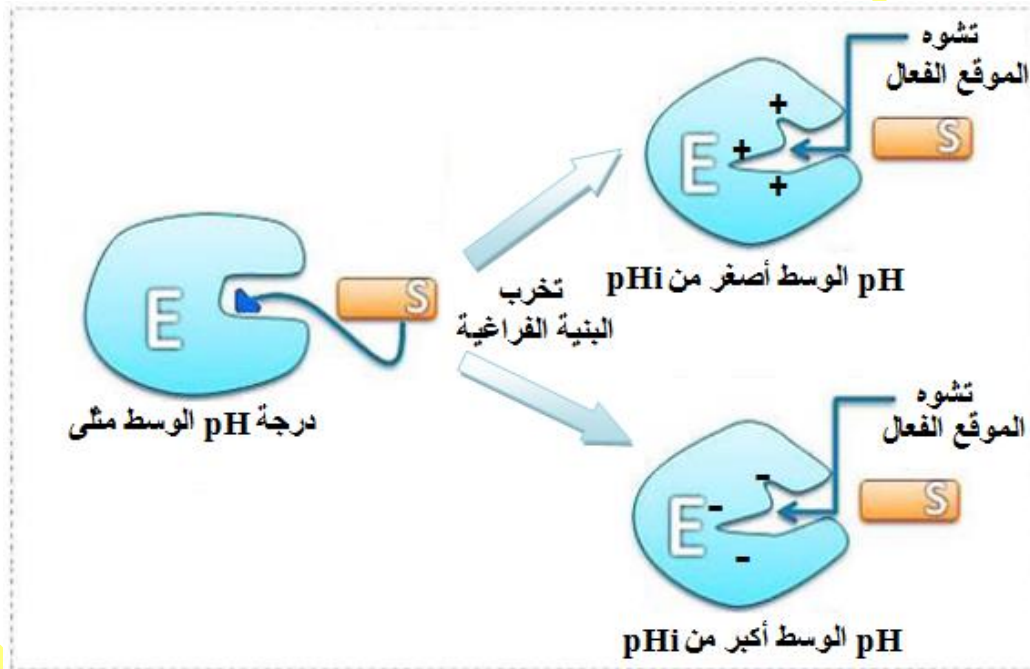 تشوه
الموقع الفعال
S
E
pH الوسط أصغر من pHi
تخرب
البنية الفراغية
E
S
درجة pH الوسط مثلى
تشوه
الموقع الفعال
S
E
pH الوسط أكبر من pHi
+
+
+
-
-
-